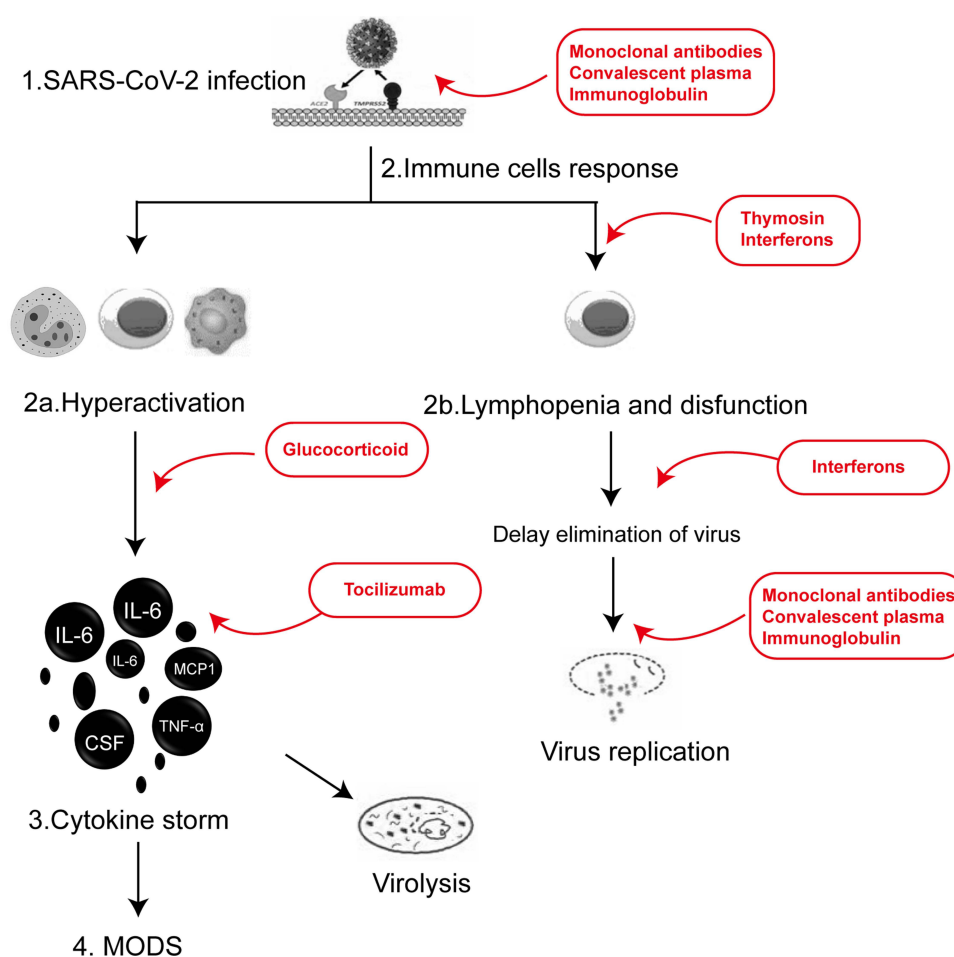 1.SARS-CoV-2 infection
ACE2
TMPRSS2
Monoclonal antibodies
Convalescent plasma
Immunoglobulin
2.Immune cells response
Thymosin
Interferons
2a.Hyperactivation
2b.Lymphopenia and disfunction
Glucocorticoid
Interferons
Delay elimination of virus
Tocilizumab
Monoclonal antibodies
Convalescent plasma
Immunoglobulin
IL-6
IL-6
IL-6
MCP1
CSF
TNF-α
Virus replication
3.Cytokine storm
Virolysis
4. MODS